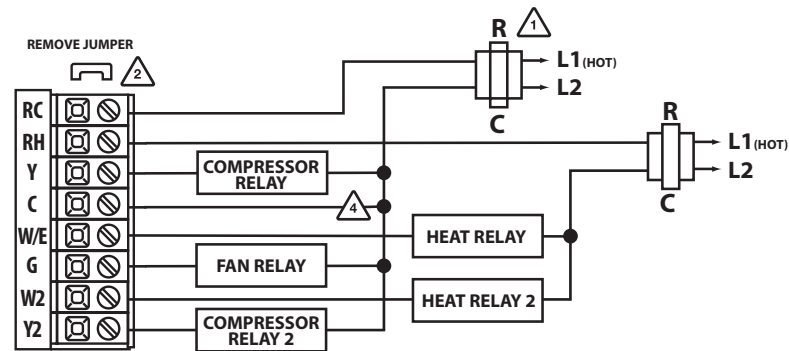 REMOVE JUMPER
2
R
1
L1 (HOT)
L2
C
R
L1 (HOT)
L2
C
RC
RH
Y
COMPRESSOR
RELAY
C
4
W/E
HEAT RELAY
G
FAN RELAY
W2
HEAT RELAY 2
Y2
COMPRESSOR
RELAY 2